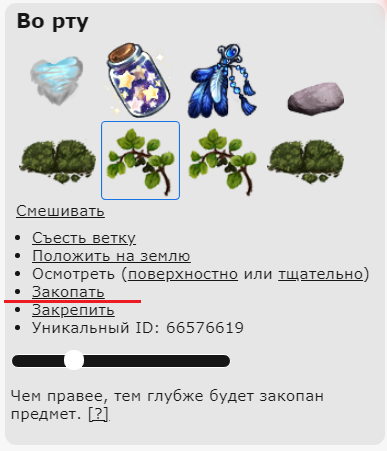 Во рту
Смешивать
• Съесть ветку
• Положить на землю
• Осмотреть (поверхностно или тщательно)
• Закопать
• Закрепить
• Уникальный ID: 66576619
Чем правее, тем глубже будет закопан
предмет. [?]